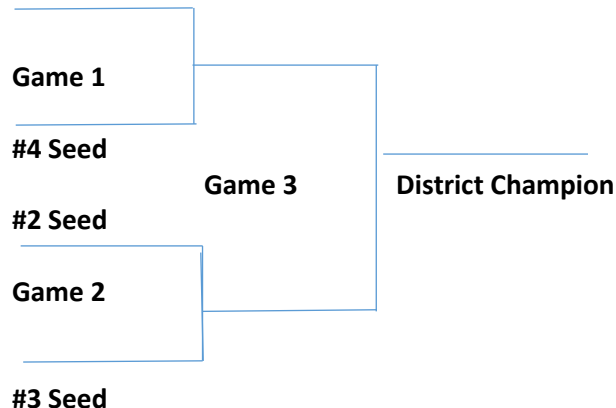 Game 1
#4 Seed
Game 3
District Champion
#2 Seed
Game 2
#3 Seed